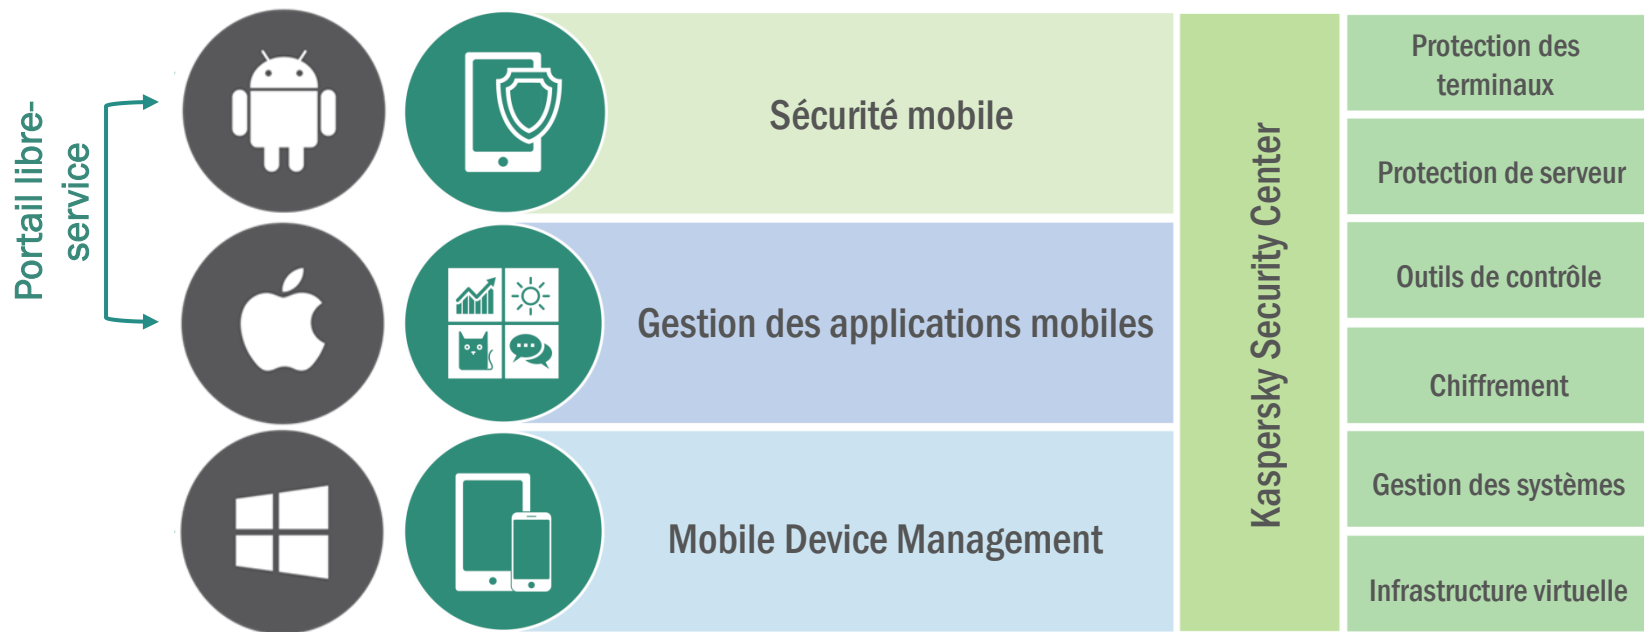 Portail libre-
service
Sécurité mobile
Gestion des applications mobiles
Mobile Device Management
Kaspersky Security Center
Protection des
terminaux
Protection de serveur
Outils de contrôle
Chiffrement
Gestion des systèmes
Infrastructure virtuelle